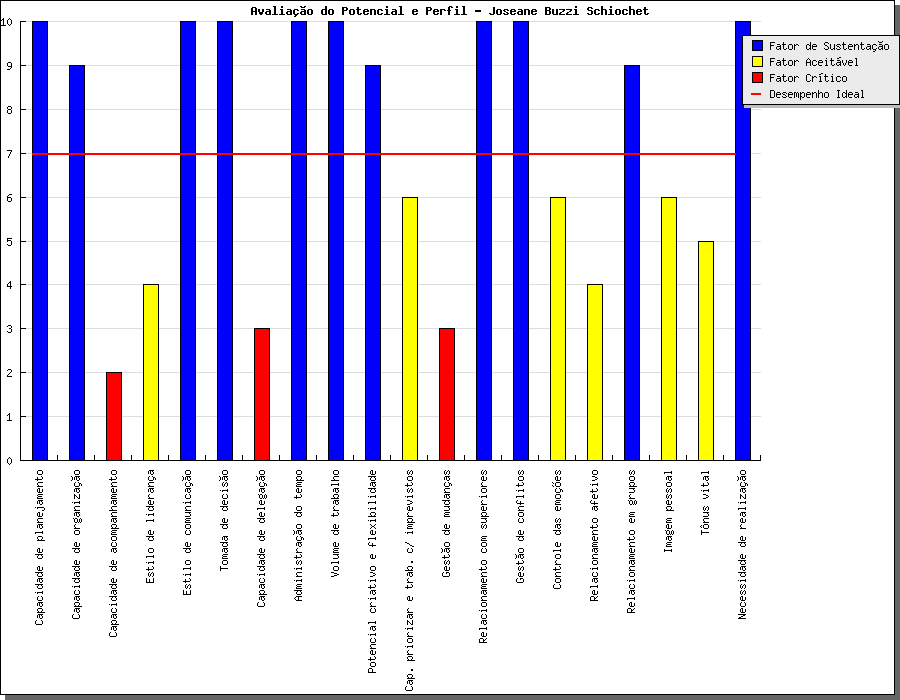 Avaliação do Potencial e Perfil - Joseane Buzzi Schiochet
10
9
8
7
6
5
4
3
2
1
0
Fator de Sustentação
Fator Aceitável
Fator Crítico
Desempenho Ideal
Capacidade de planejamento
Capacidade de organização
Capacidade de acompanhamento
Estilo de liderança
Estilo de comunicação
Tomada de decisão
Capacidade de delegação
Administração do tempo
Volume de trabalho
Potencial criativo e flexibilidade
Cap. priorizar e trab. c/ imprevistos
Gestão de mudanças
Relacionamento com superiores
Gestão de conflitos
Controle das emoções
Relacionamento afetivo
Relacionamento em grupos
Imagem pessoal
Tônus vital
Necessidade de realização